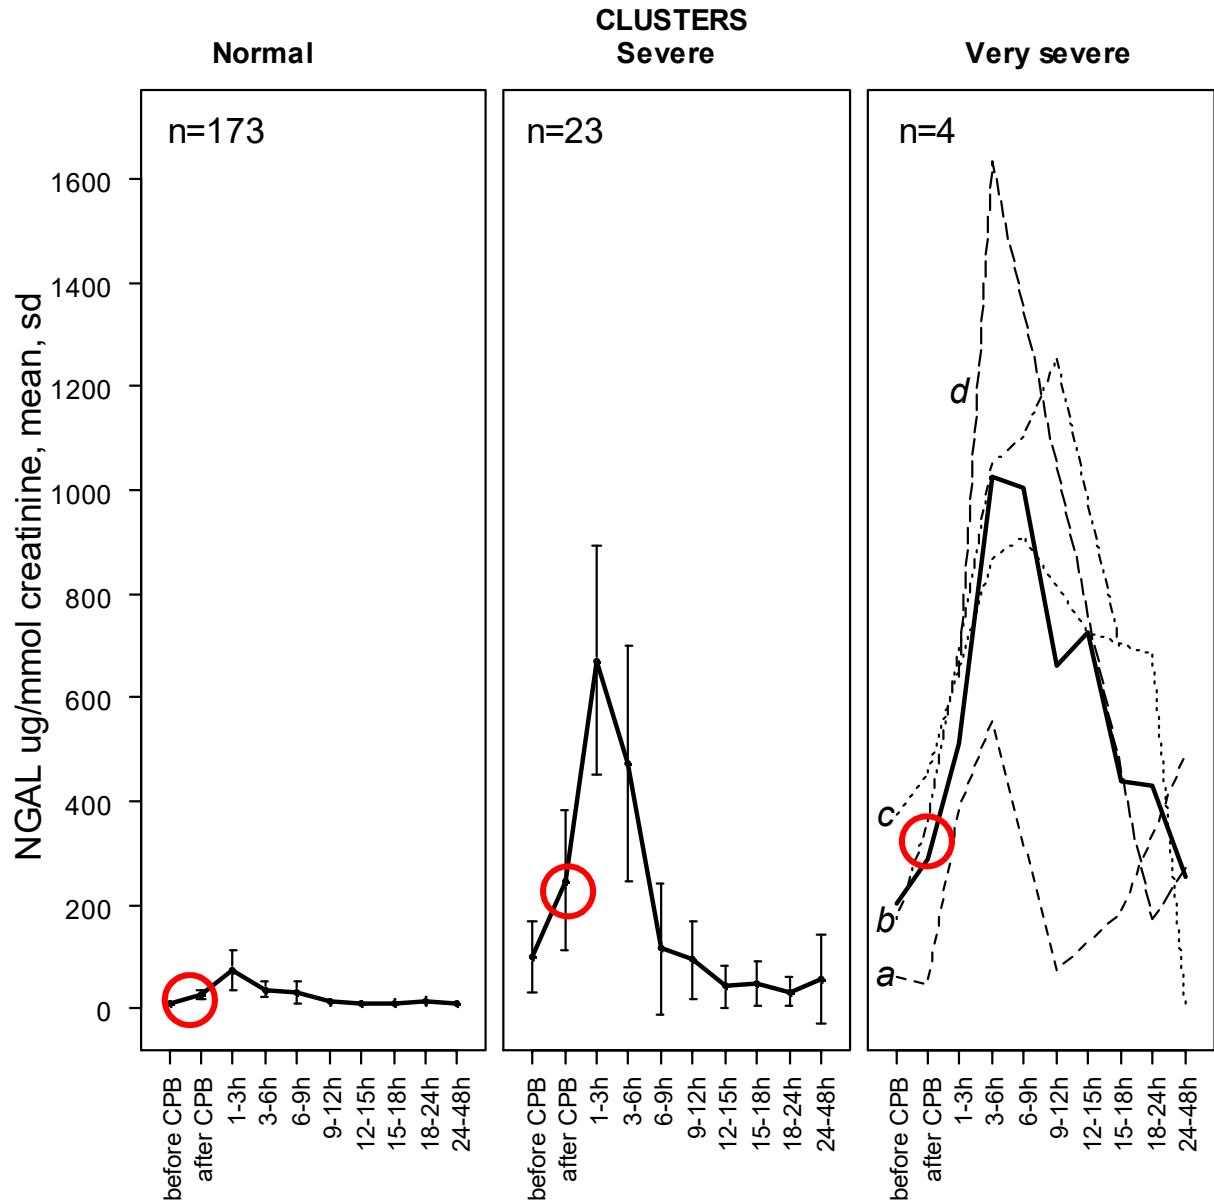 CLUSTERS
Normal
Severe
Very severe
n=173
n=23
n=4
NGAL ug/mmol creatinine, mean, sd
1600
1400
1200
1000
800
600
400
200
0
d
c
b
a
before CPB
after CPB
1-3h
3-6h
6-9h
9-12h
12-15h
15-18h
18-24h
24-48h
before CPB
after CPB
1-3h
3-6h
6-9h
9-12h
12-15h
15-18h
18-24h
24-48h
before CPB
after CPB
1-3h
3-6h
6-9h
9-12h
12-15h
15-18h
18-24h
24-48h